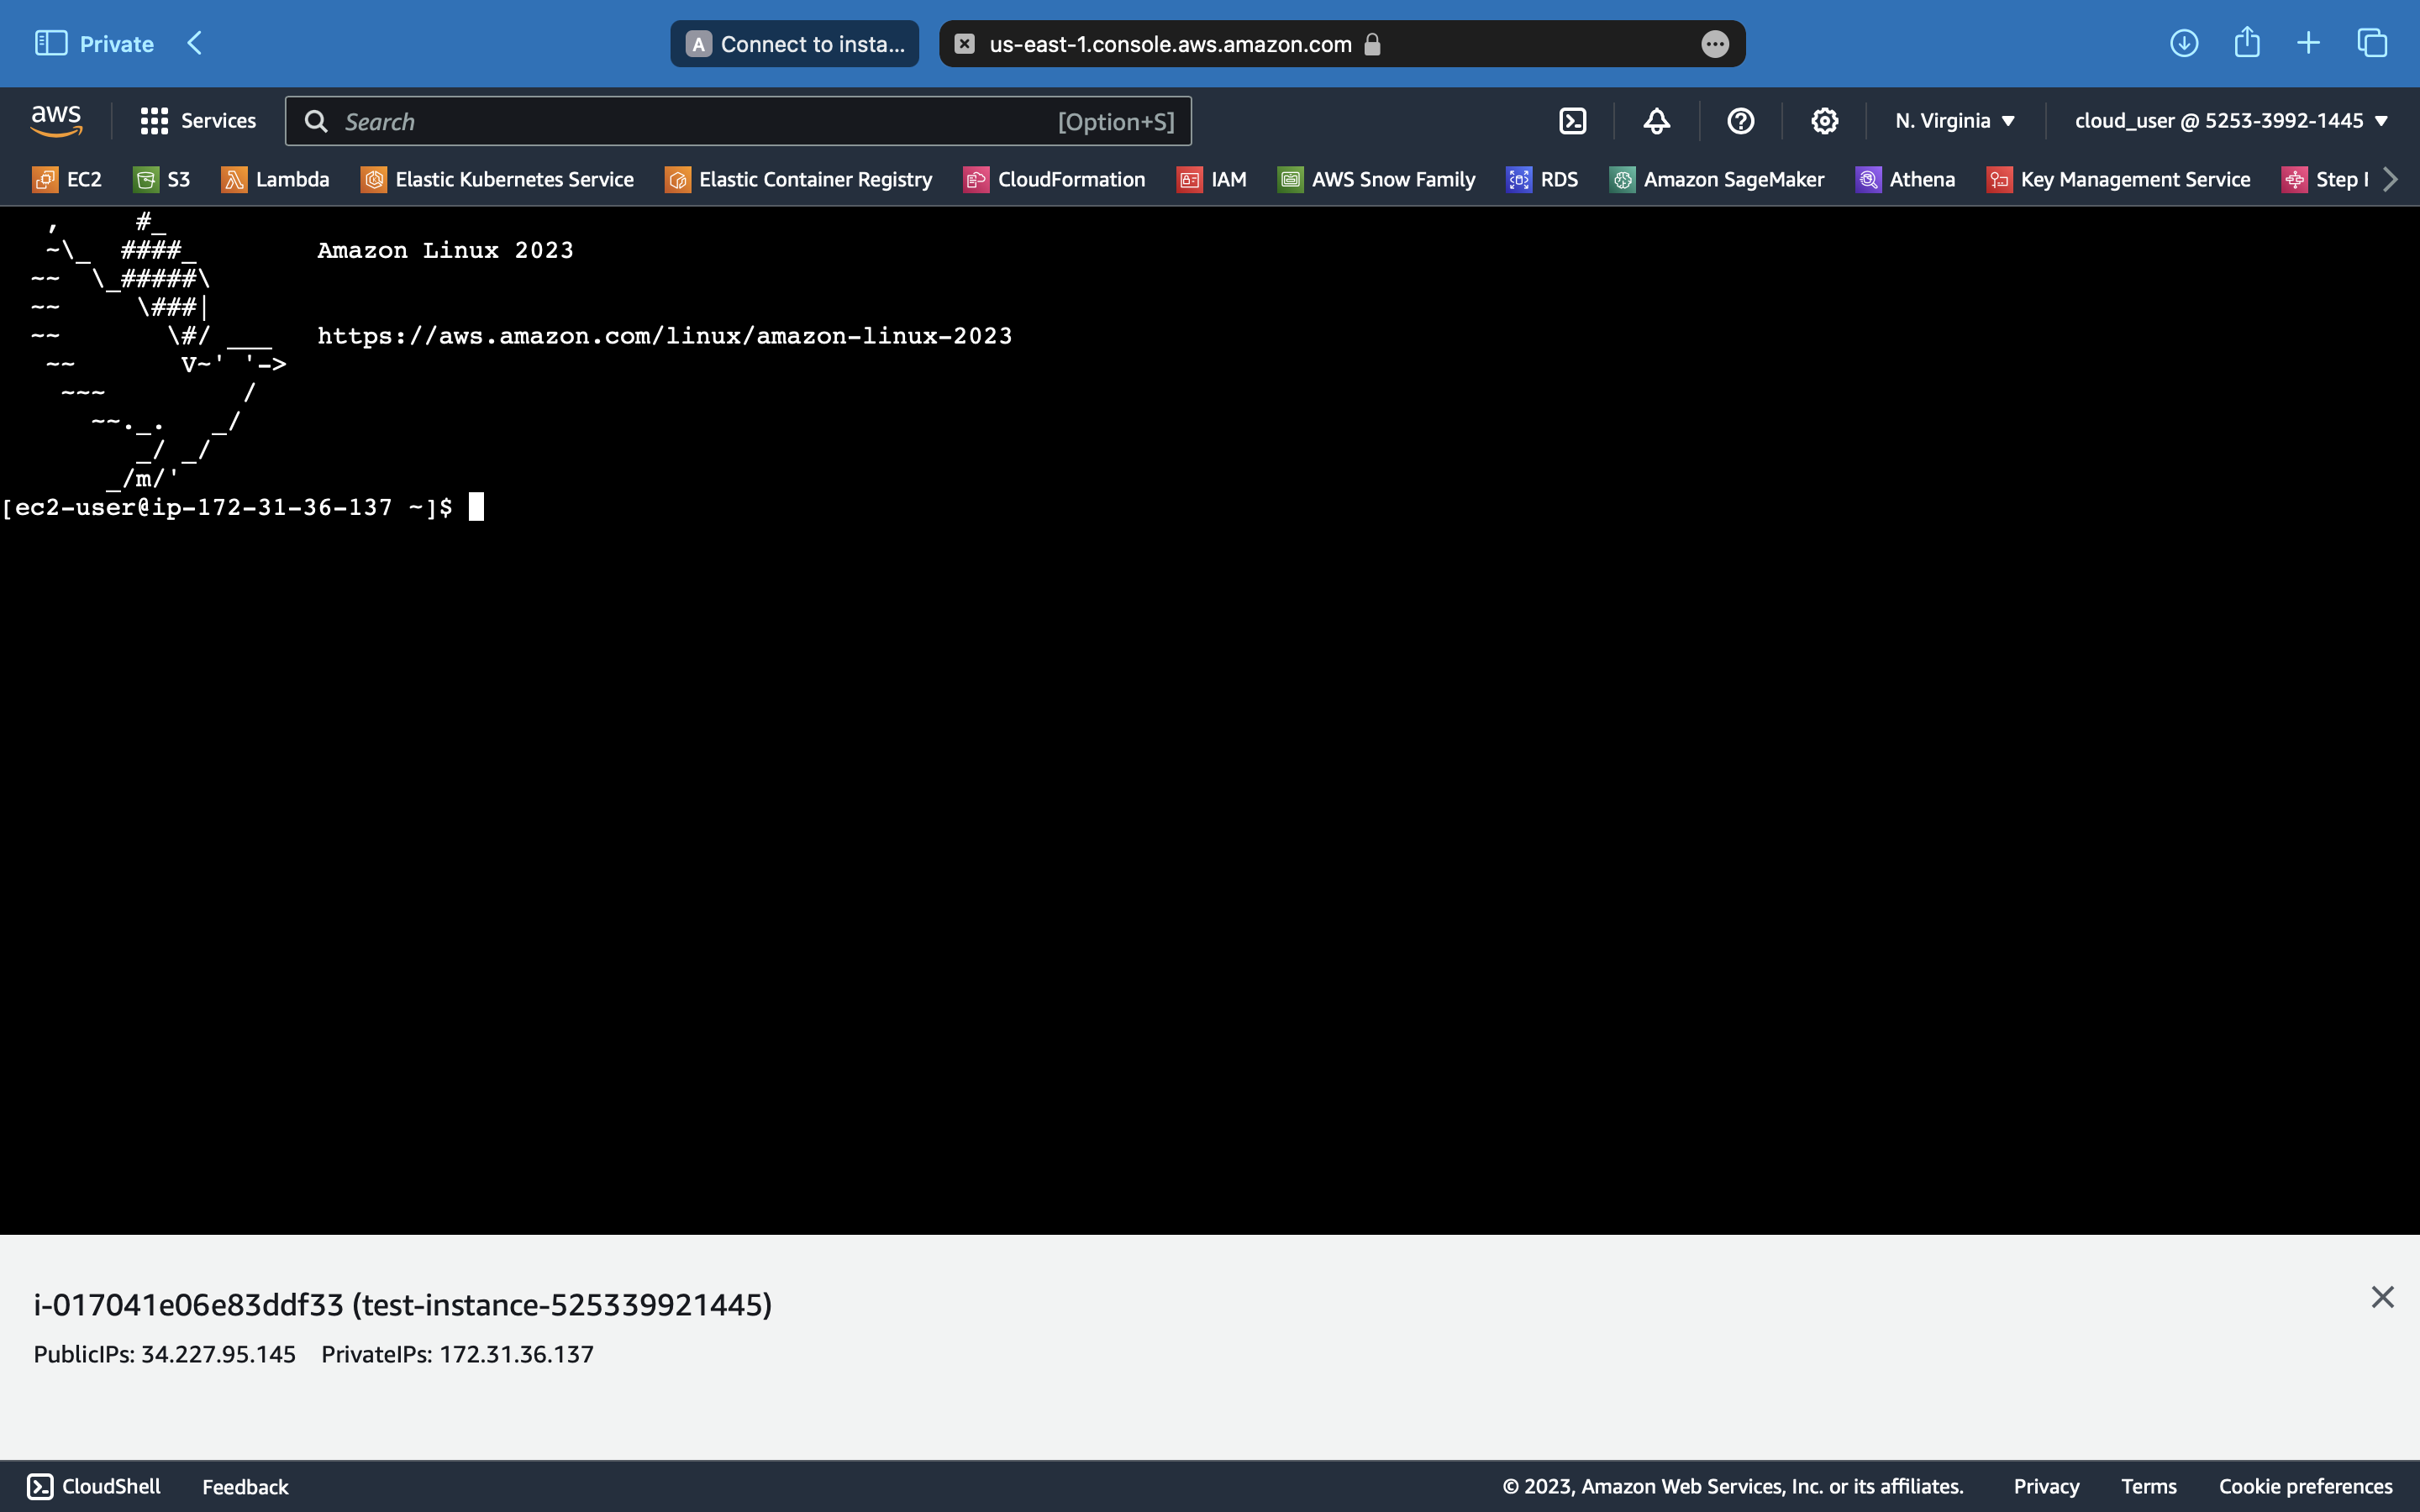 Private
A Connect to insta...
us-east-1.console.aws.amazon.com
aws
Services
Search
[Option+S]
N. Virginia
cloud_user @ 5253-3992-1445
EC2
S3
Lambda
Elastic Kubernetes Service
Elastic Container Registry
CloudFormation
IAM
AWS Snow Family
RDS
Amazon SageMaker
Athena
Key Management Service
Step
   ,     #_
   ~\_  ####_        Amazon Linux 2023
  ~~  \_#####\
  ~~     \###|
  ~~       \#/ ___   https://aws.amazon.com/linux/amazon-linux-2023
   ~~       V~' '->
    ~~~         /
      ~~._.   _/
         _/ _/
       _/m/'
[ec2-user@ip-172-31-36-137 ~]$
i-017041e06e83ddf33 (test-instance-525339921445)
PublicIPs: 34.227.95.145 PrivateIPs: 172.31.36.137
CloudShell
Feedback
© 2023, Amazon Web Services, Inc. or its affiliates.
Privacy
Terms
Cookie preferences